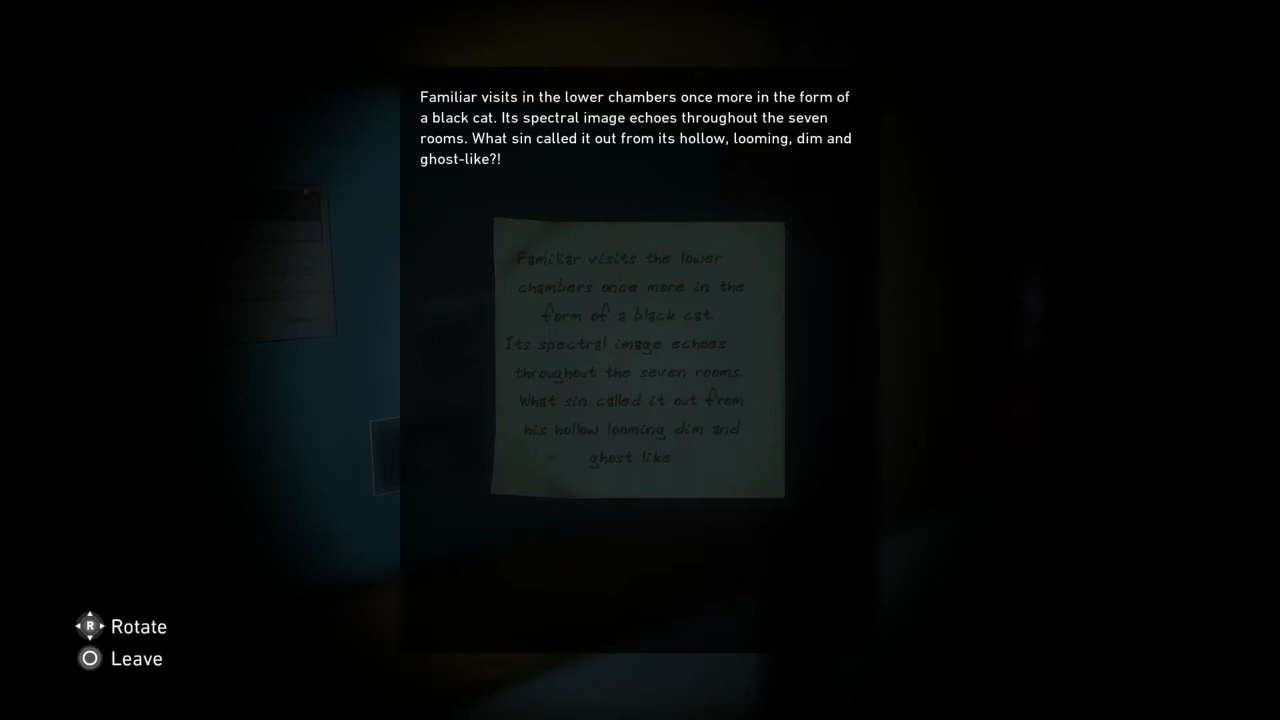 Familiar visits in the lower chambers once more in the form of
a black cat. Its spectral image echoes throughout the seven
rooms. What sin called it out from its hollow, looming, dim and
ghost-like?!
Familiar visits the lower
chambers once more in the
form of a black cat.
Its spectral image echoes
throughout the seven rooms.
What sin called it out from
his hollow looming dim and
ghost like
R Rotate
Leave